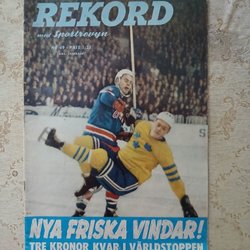 REKORD
med Sportrevyn
NYA FRISKA VINDAR!
TRE KRONOR KVAR I VÄRLDSTOPPEN